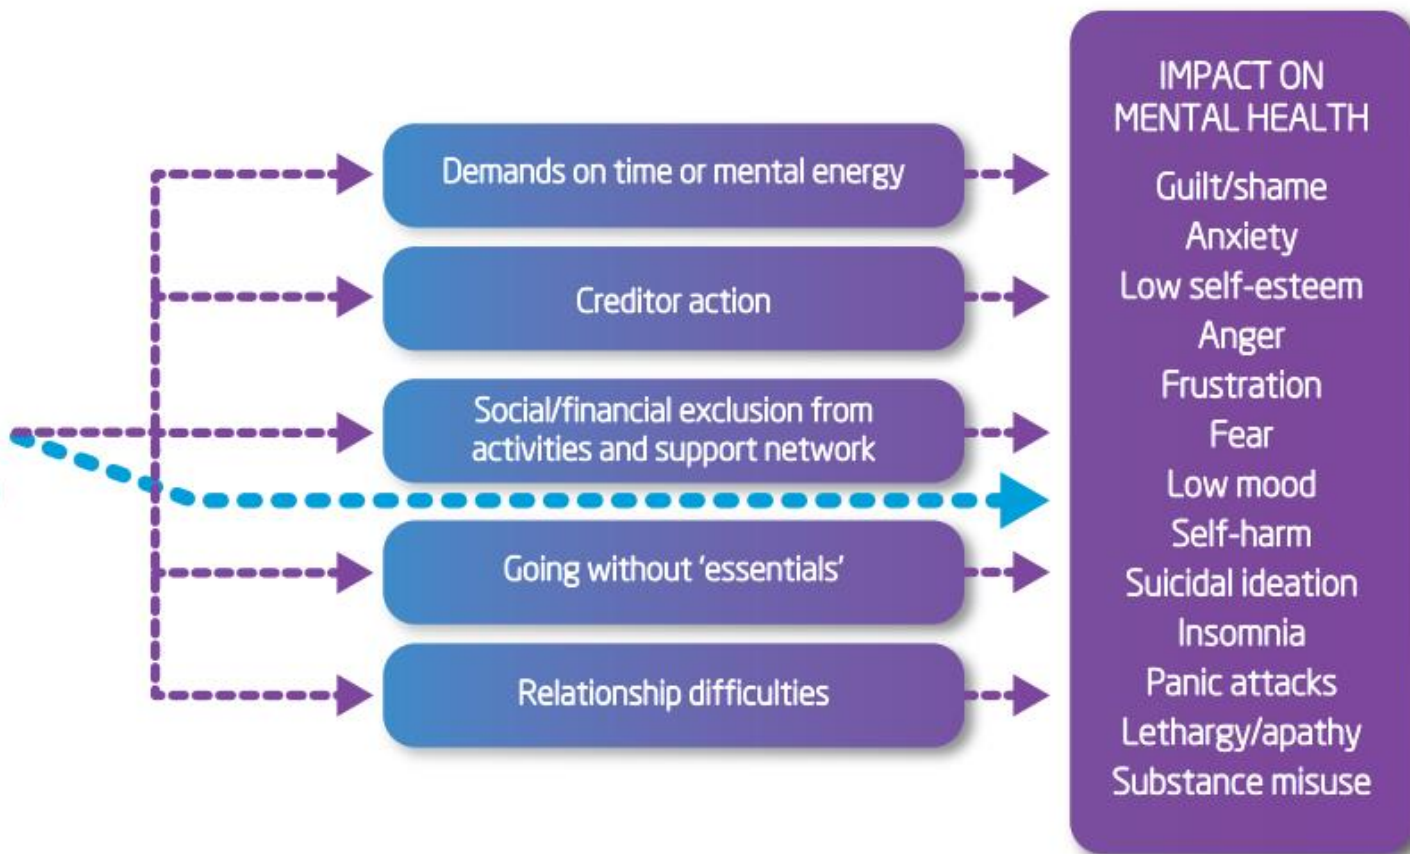 Demands on time or mental energy
Creditor action
Social/financial exclusion from
activities and support network
Going without 'essentials'
Relationship difficulties
IMPACT ON
MENTAL HEALTH
Guilt/shame
Anxiety
Low self-esteem
Anger
Frustration
Fear
Low mood
Self-harm
Suicidal ideation
Insomnia
Panic attacks
Lethargy/apathy
Substance misuse